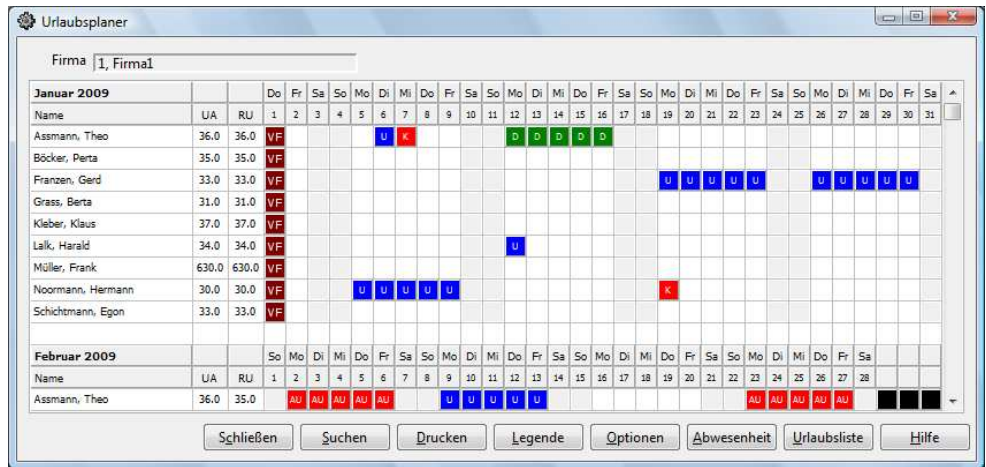 Urlaubsplaner
Firma 1, Firma1
Januar 2009 Do Fr Sa So Mo Di Mi Do Fr Sa So Mo Di Mi Do Fr Sa So Mo Di Mi Do Fr Sa So Mo Di Mi Do Fr Sa
Name UA RU 1 2 3 4 5 6 7 8 9 10 11 12 13 14 15 16 17 18 19 20 21 22 23 24 25 26 27 28 29 30 31
Assmann, Theo 36.0 36.0 VF U K D D D D D
Böcker, Perta 35.0 35.0 VF
Franzen, Gerd 33.0 33.0 VF U U U U U U U U U U
Grass, Berta 31.0 31.0 VF
Kleber, Klaus 37.0 37.0 VF
Lalk, Harald 34.0 34.0 VF U
Müller, Frank 630.0 630.0 VF
Noormann, Hermann 30.0 30.0 VF U U U U U K
Schichtmann, Egon 33.0 33.0 VF
Februar 2009 So Mo Di Mi Do Fr Sa So Mo Di Mi Do Fr Sa So Mo Di Mi Do Fr Sa So Mo Di Mi Do Fr Sa
Name UA RU 1 2 3 4 5 6 7 8 9 10 11 12 13 14 15 16 17 18 19 20 21 22 23 24 25 26 27 28
Assmann, Theo 36.0 35.0 AU AU AU AU AU U U U U U AU AU AU AU AU
Schließen Suchen Drucken Legende Optionen Abwesenheit Urlaubsliste Hilfe